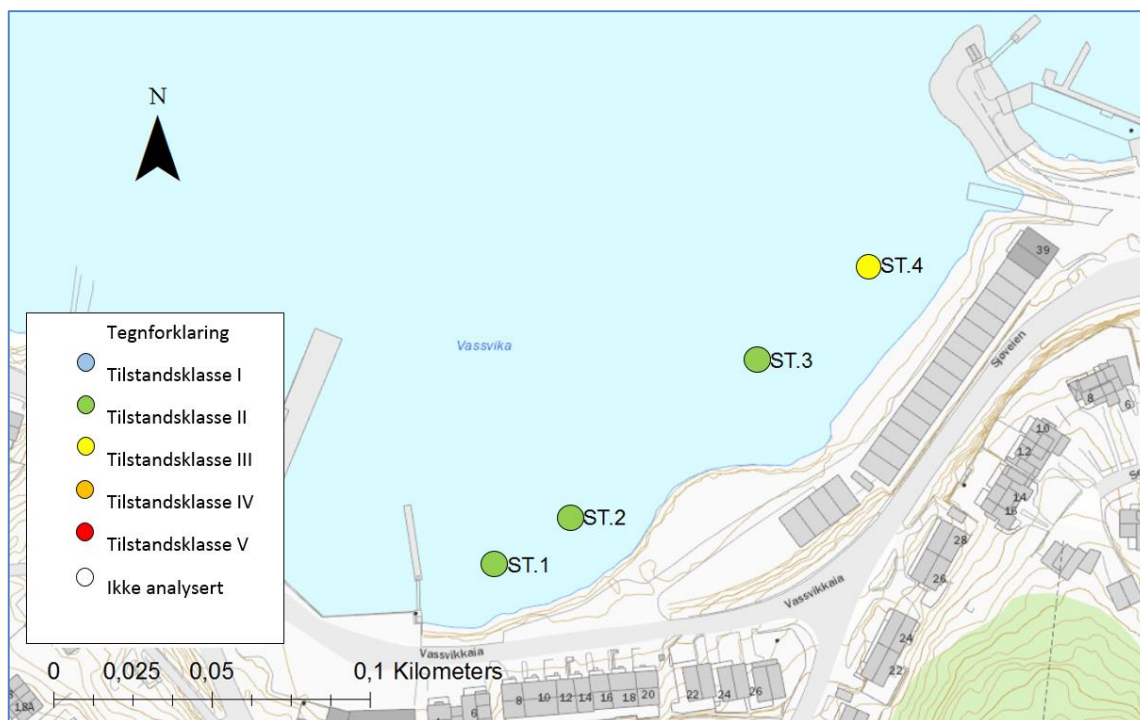 N
39
ST.4
Sjøveien
Vassvika
ST.3
8
6
10
12
14
16
Tegnforklaring
Tilstandsklasse I
Tilstandsklasse II
Tilstandsklasse III
Tilstandsklasse IV
Tilstandsklasse V
Ikke analysert
ST.2
ST.1
28
26
Vassvikkaia
24
22
Vassvikkaia
0 0,025 0,05 0,1 Kilometers
8 10 12 14 16 18 20
22 24 26
6
18A